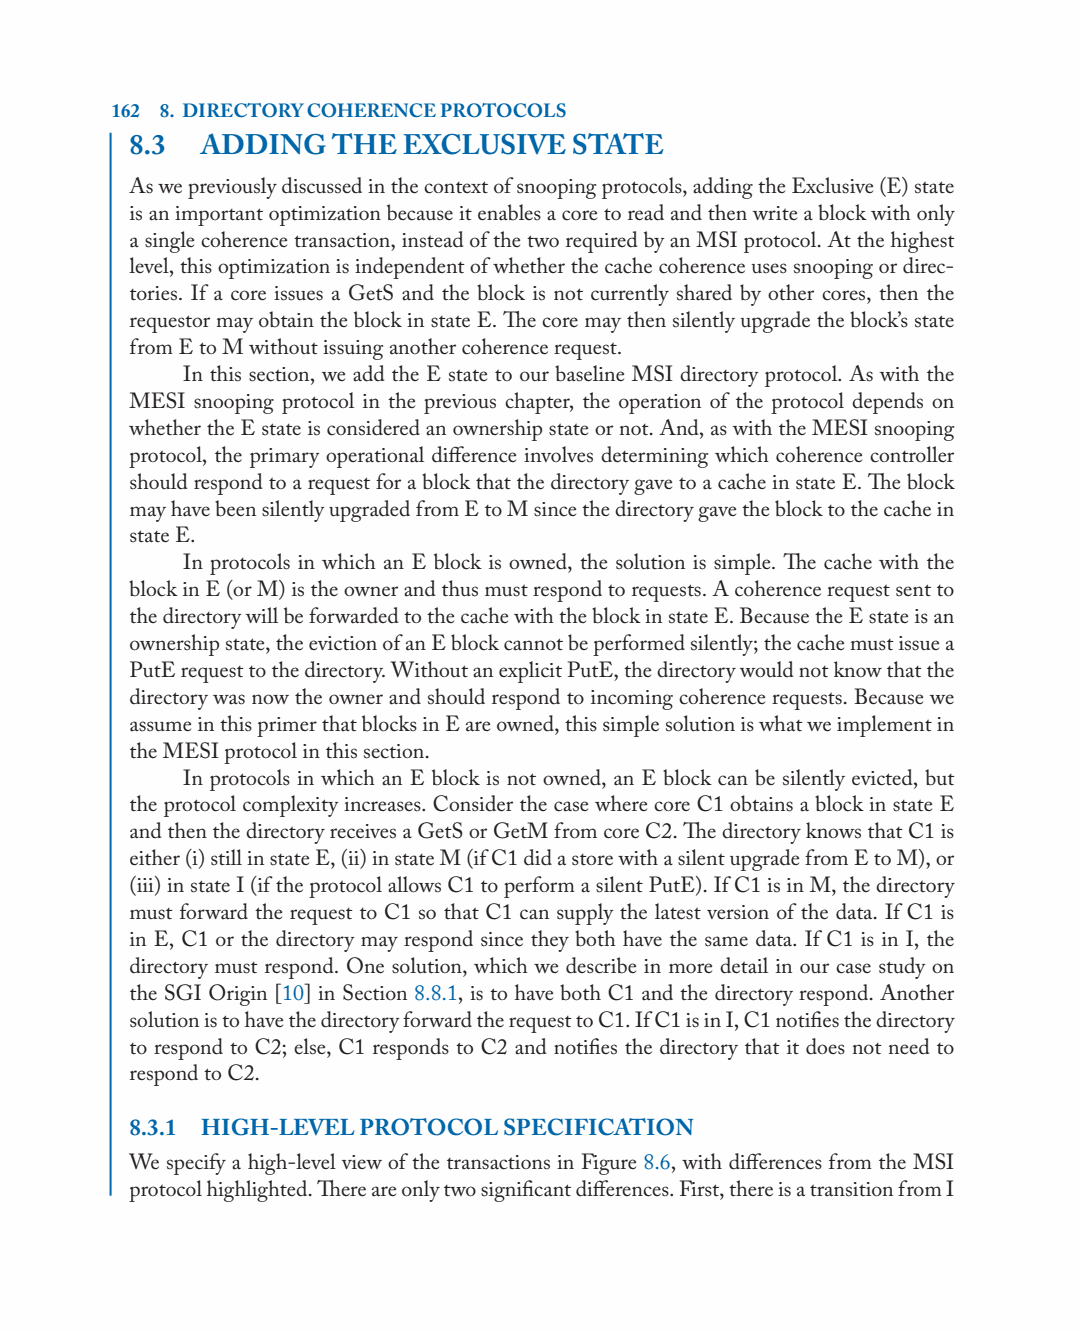 162 8. DIRECTORY COHERENCE PROTOCOLS
8.3 ADDING THE EXCLUSIVE STATE
As we previously discussed in the context of snooping protocols, adding the Exclusive (E) state
is an important optimization because it enables a core to read and then write a block with only
a single coherence transaction, instead of the two required by an MSI protocol. At the highest
level, this optimization is independent of whether the cache coherence uses snooping or direc-
tories. If a core issues a GetS and the block is not currently shared by other cores, then the
requestor may obtain the block in state E. The core may then silently upgrade the block’s state
from E to M without issuing another coherence request.
In this section, we add the E state to our baseline MSI directory protocol. As with the
MESI snooping protocol in the previous chapter, the operation of the protocol depends on
whether the E state is considered an ownership state or not. And, as with the MESI snooping
protocol, the primary operational difference involves determining which coherence controller
should respond to a request for a block that the directory gave to a cache in state E. The block
may have been silently upgraded from E to M since the directory gave the block to the cache in
state E.
In protocols in which an E block is owned, the solution is simple. The cache with the
block in E (or M) is the owner and thus must respond to requests. A coherence request sent to
the directory will be forwarded to the cache with the block in state E. Because the E state is an
ownership state, the eviction of an E block cannot be performed silently; the cache must issue a
PutE request to the directory. Without an explicit PutE, the directory would not know that the
directory was now the owner and should respond to incoming coherence requests. Because we
assume in this primer that blocks in E are owned, this simple solution is what we implement in
the MESI protocol in this section.
In protocols in which an E block is not owned, an E block can be silently evicted, but
the protocol complexity increases. Consider the case where core C1 obtains a block in state E
and then the directory receives a GetS or GetM from core C2. The directory knows that C1 is
either (i) still in state E, (ii) in state M (if C1 did a store with a silent upgrade from E to M), or
(iii) in state I (if the protocol allows C1 to perform a silent PutE). If C1 is in M, the directory
must forward the request to C1 so that C1 can supply the latest version of the data. If C1 is
in E, C1 or the directory may respond since they both have the same data. If C1 is in I, the
directory must respond. One solution, which we describe in more detail in our case study on
the SGI Origin [10] in Section 8.8.1, is to have both C1 and the directory respond. Another
solution is to have the directory forward the request to C1. If C1 is in I, C1 notifies the directory
to respond to C2; else, C1 responds to C2 and notifies the directory that it does not need to
respond to C2.
8.3.1 HIGH-LEVEL PROTOCOL SPECIFICATION
We specify a high-level view of the transactions in Figure 8.6, with differences from the MSI
protocol highlighted. There are only two significant differences. First, there is a transition from I